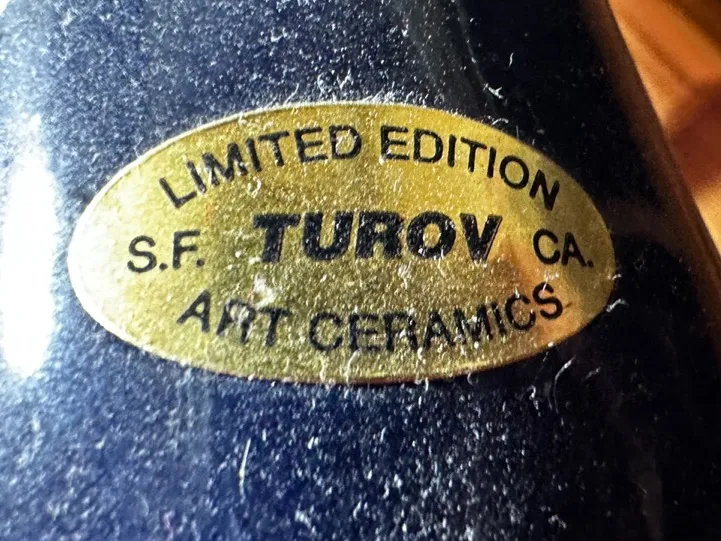 LIMITED EDITION
S.F. TUROV CA.
ART CERAMICS